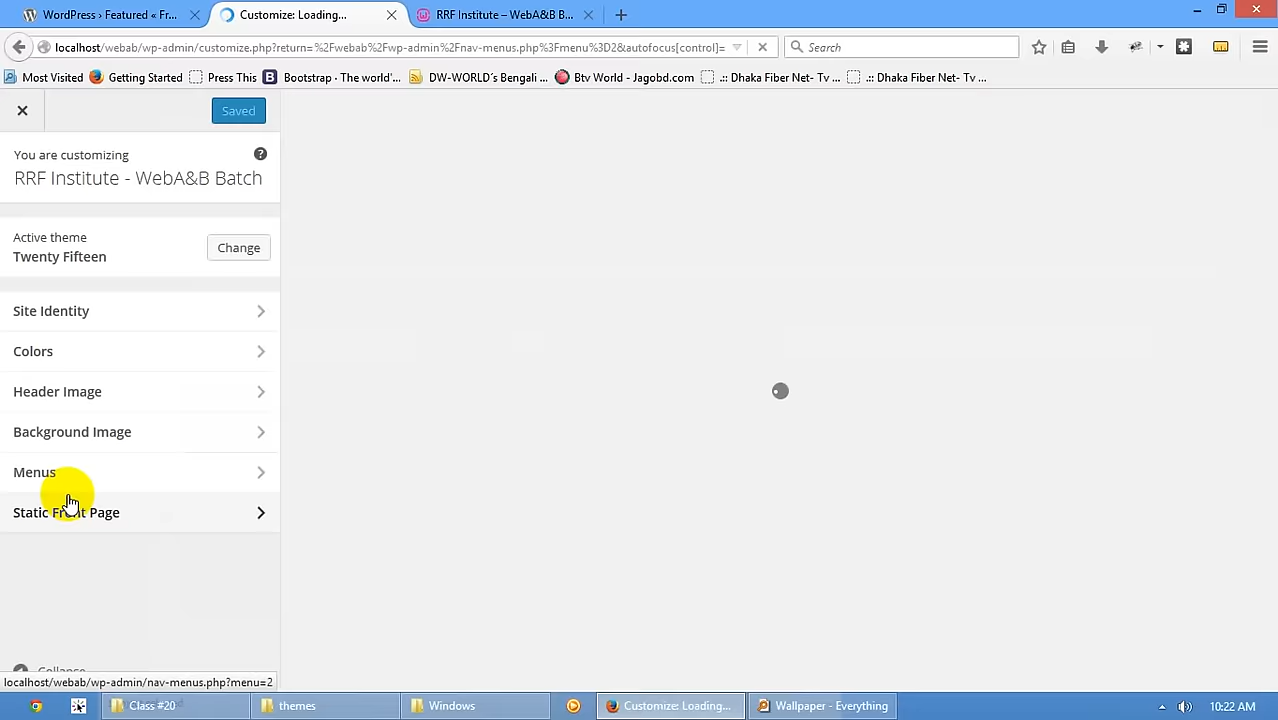 WordPress › Featured « Fr...
Customize: Loading...
RRF Institute – WebA&B B...
localhost/webab/wp-admin/customize.php?return=%2Fwebab%2Fwp-admin%2Fnav-menus.php%3Fmenu%3D2&autofocus[control]=
Search
Most Visited
Getting Started
Press This
Bootstrap · The world'...
DW-WORLD's Bengali ...
Btv World - Jagobd.com
.:: Dhaka Fiber Net- Tv ...
.:: Dhaka Fiber Net- Tv ...
Saved
You are customizing
RRF Institute - WebA&B Batch
Active theme
Twenty Fifteen
Change
Site Identity
Colors
Header Image
Background Image
Menus
Static Front Page
Collapse
localhost/webab/wp-admin/nav-menus.php?menu=2
Class #20
themes
Windows
Customize: Loading...
Wallpaper - Everything
10:22 AM